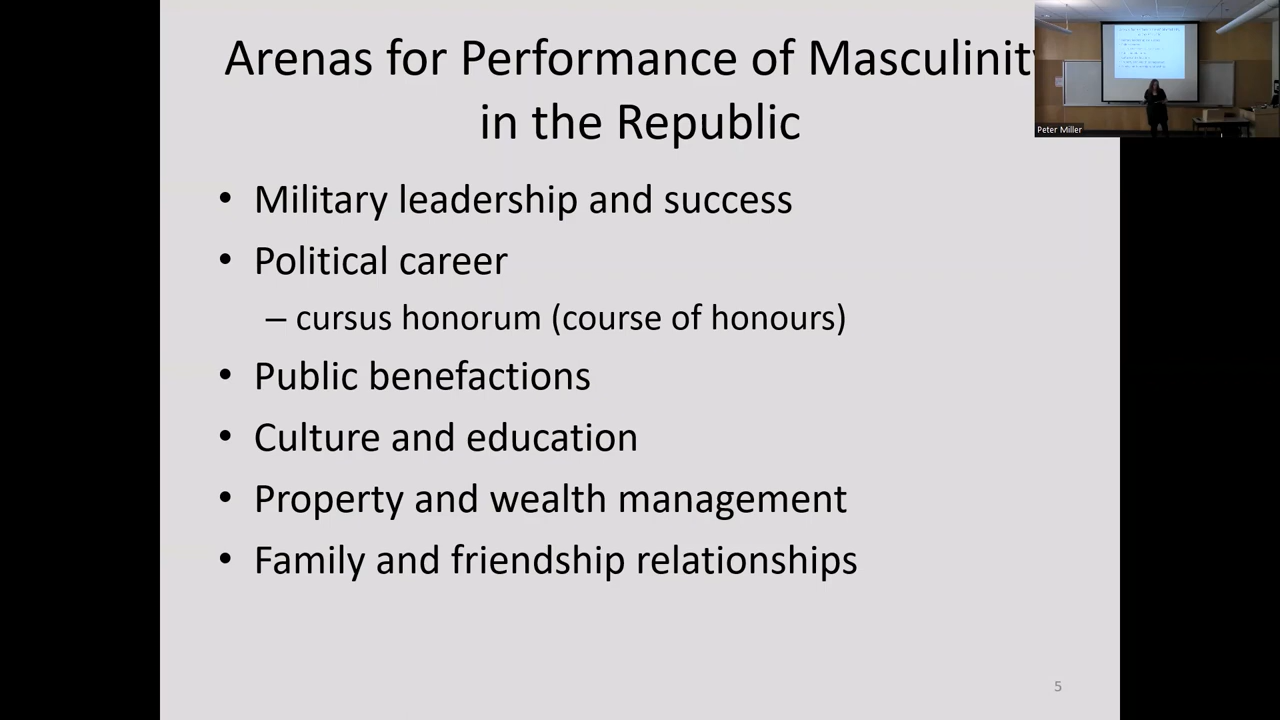 Arenas for Performance of Masculinity
in the Republic
• Military leadership and success
• Political career
– cursus honorum (course of honours)
• Public benefactions
• Culture and education
• Property and wealth management
• Family and friendship relationships
5
Peter Miller